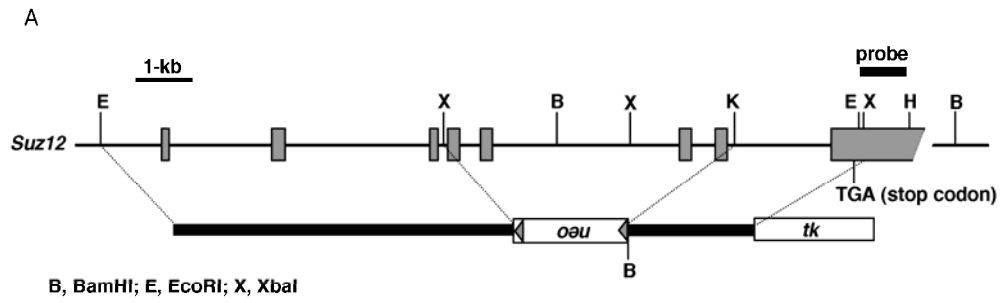 A
1-kb
probe
E X B X K E X H B
Suz12
TGA (stop codon)
neo tk
B
B, BamHI; E, EcoRI; X, XbaI